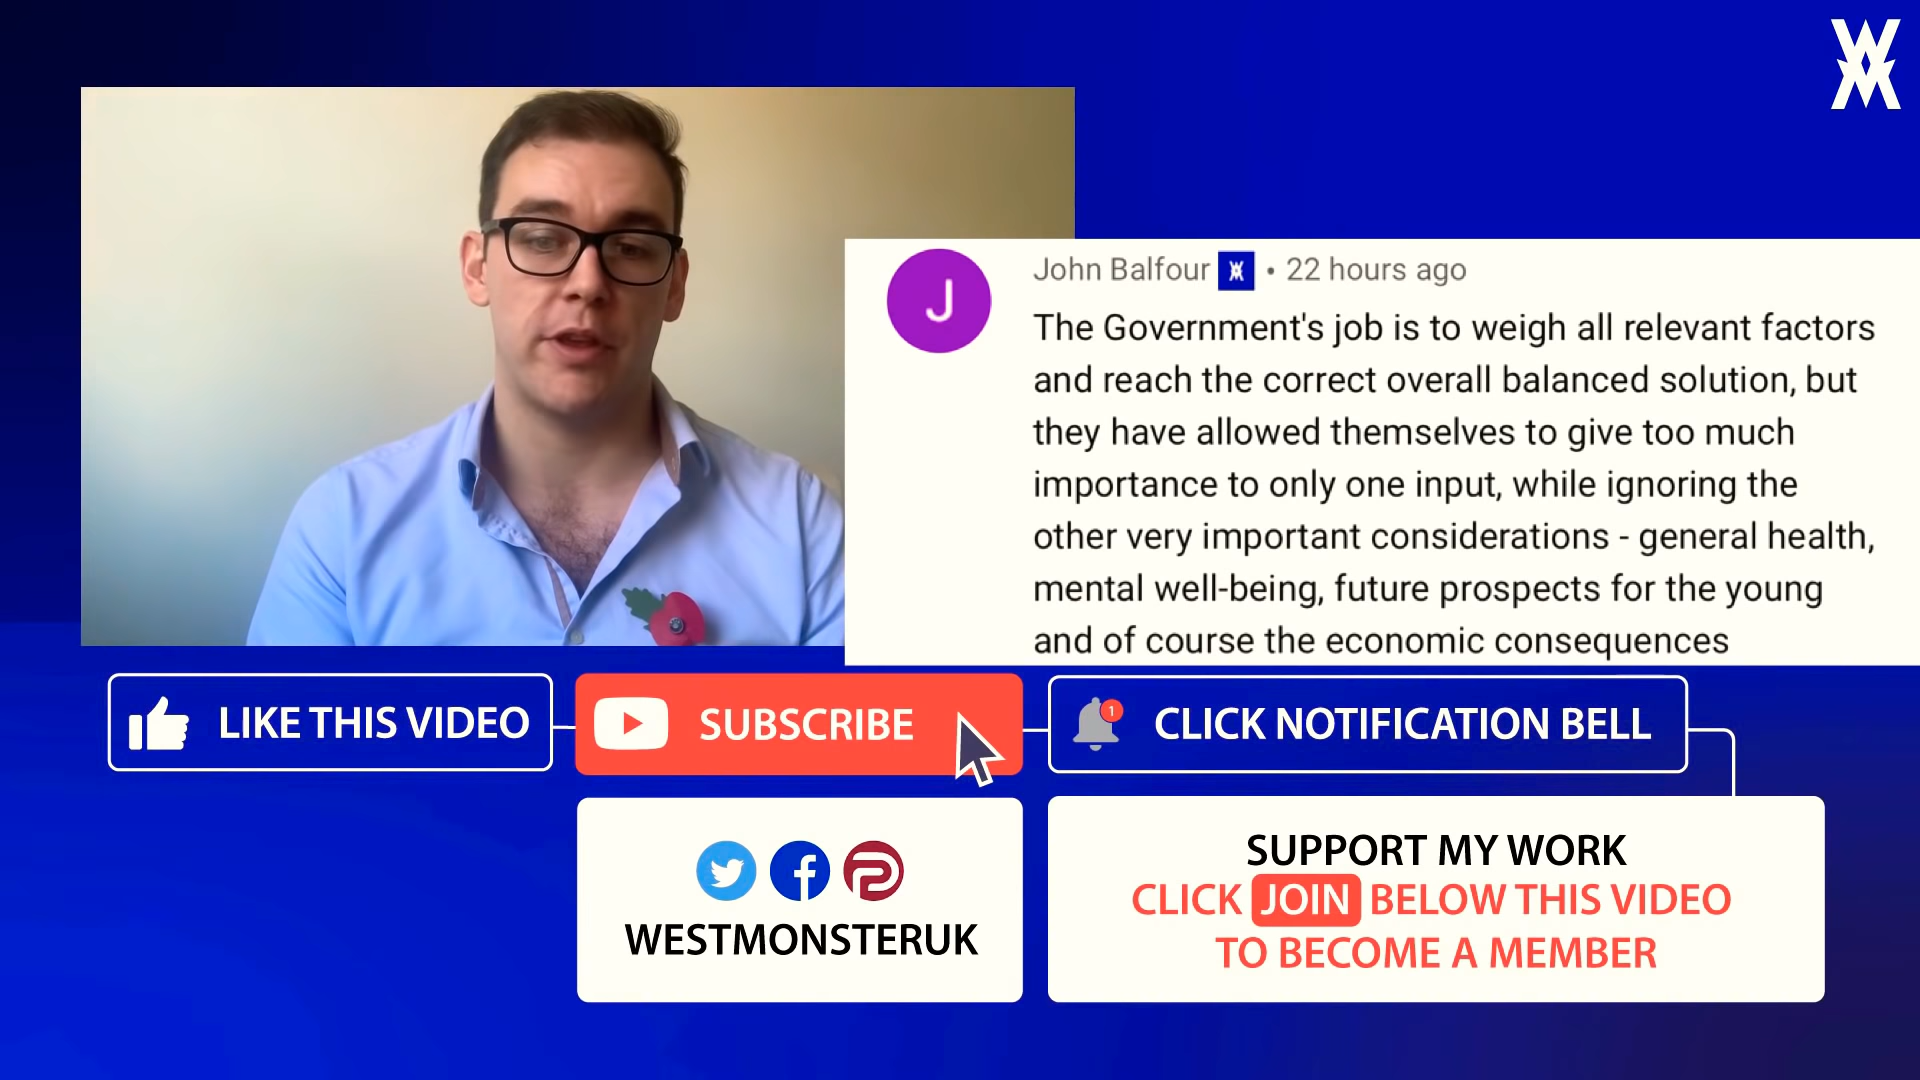 John Balfour • 22 hours ago
J
The Government's job is to weigh all relevant factors
and reach the correct overall balanced solution, but
they have allowed themselves to give too much
importance to only one input, while ignoring the
other very important considerations - general health,
mental well-being, future prospects for the young
and of course the economic consequences
LIKE THIS VIDEO
SUBSCRIBE
1
CLICK NOTIFICATION BELL
WESTMONSTERUK
SUPPORT MY WORK
CLICK JOIN BELOW THIS VIDEO
TO BECOME A MEMBER